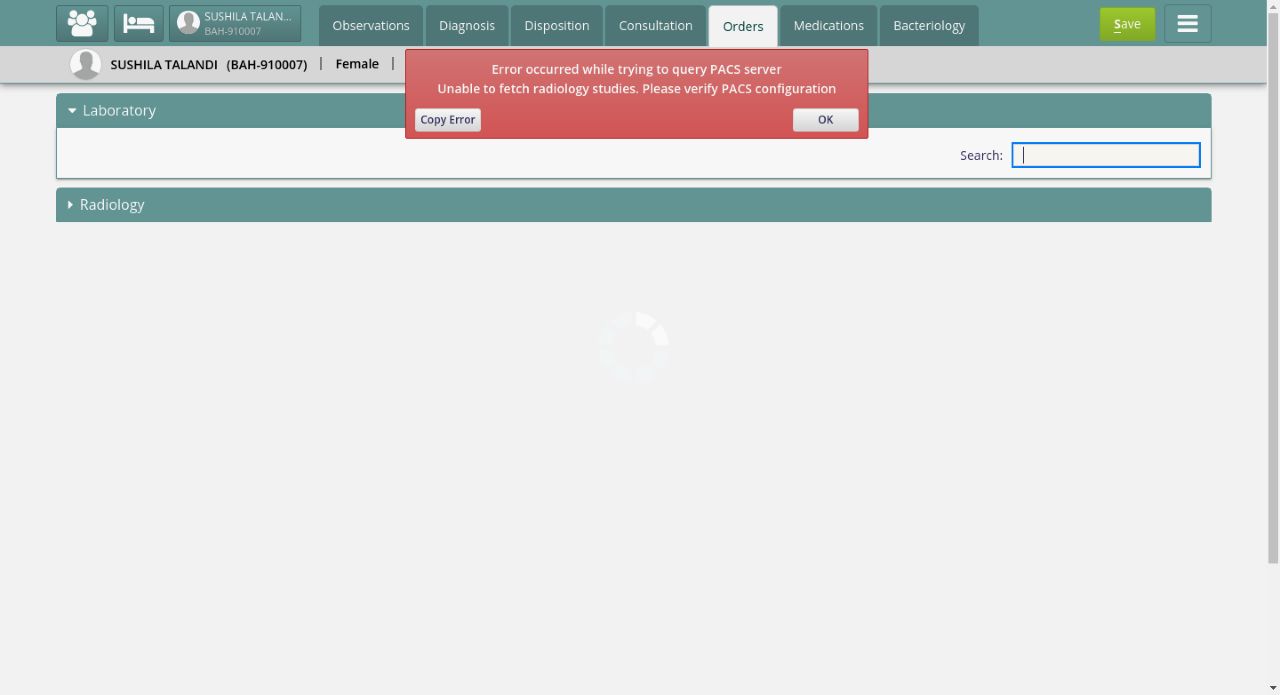 SUSHILA TALAN...
BAH-910007
Observations
Diagnosis
Disposition
Consultation
Orders
Medications
Bacteriology
Save
SUSHILA TALANDI (BAH-910007) | Female |
Error occurred while trying to query PACS server
Unable to fetch radiology studies. Please verify PACS configuration
Copy Error
OK
Laboratory
Search:
Radiology